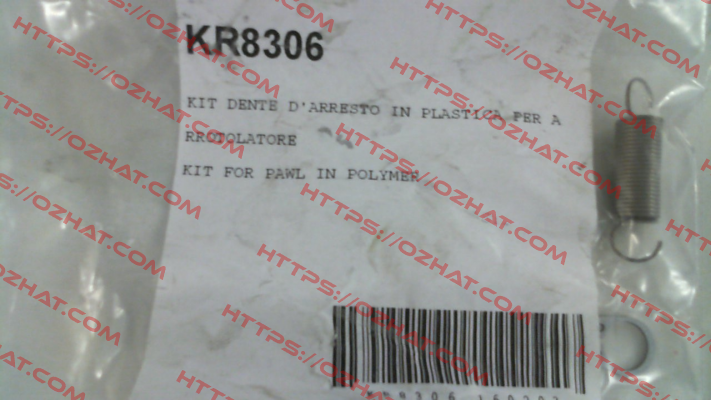 KR8306
KIT DENTE D'ARRESTO IN PLASTICA PER A
RROTOLATORE
KIT FOR PAWL IN POLYMER
HTTPS://OZHAT.COM